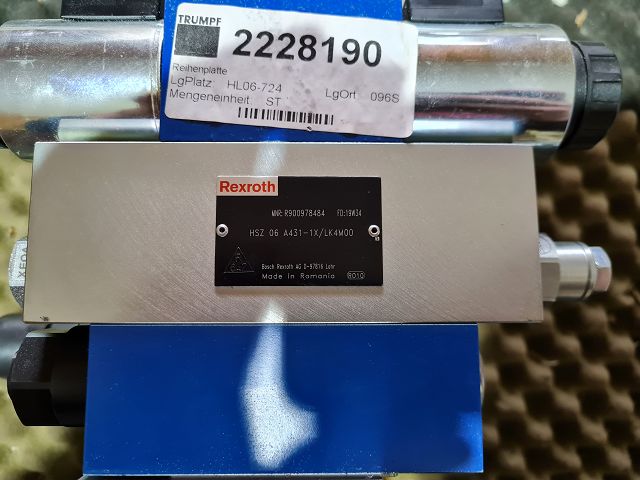 TRUMPF
2228190
Reihenplatte
LgPlatz HL06-724 LgOrt 096S
Mengeneinheit ST
Rexroth
MNR: R900978484 FD:19W34
HSZ 06 A431-1X/LK4M00
Bosch Rexroth AG D-97816 Lohr
Made in Romania RO10